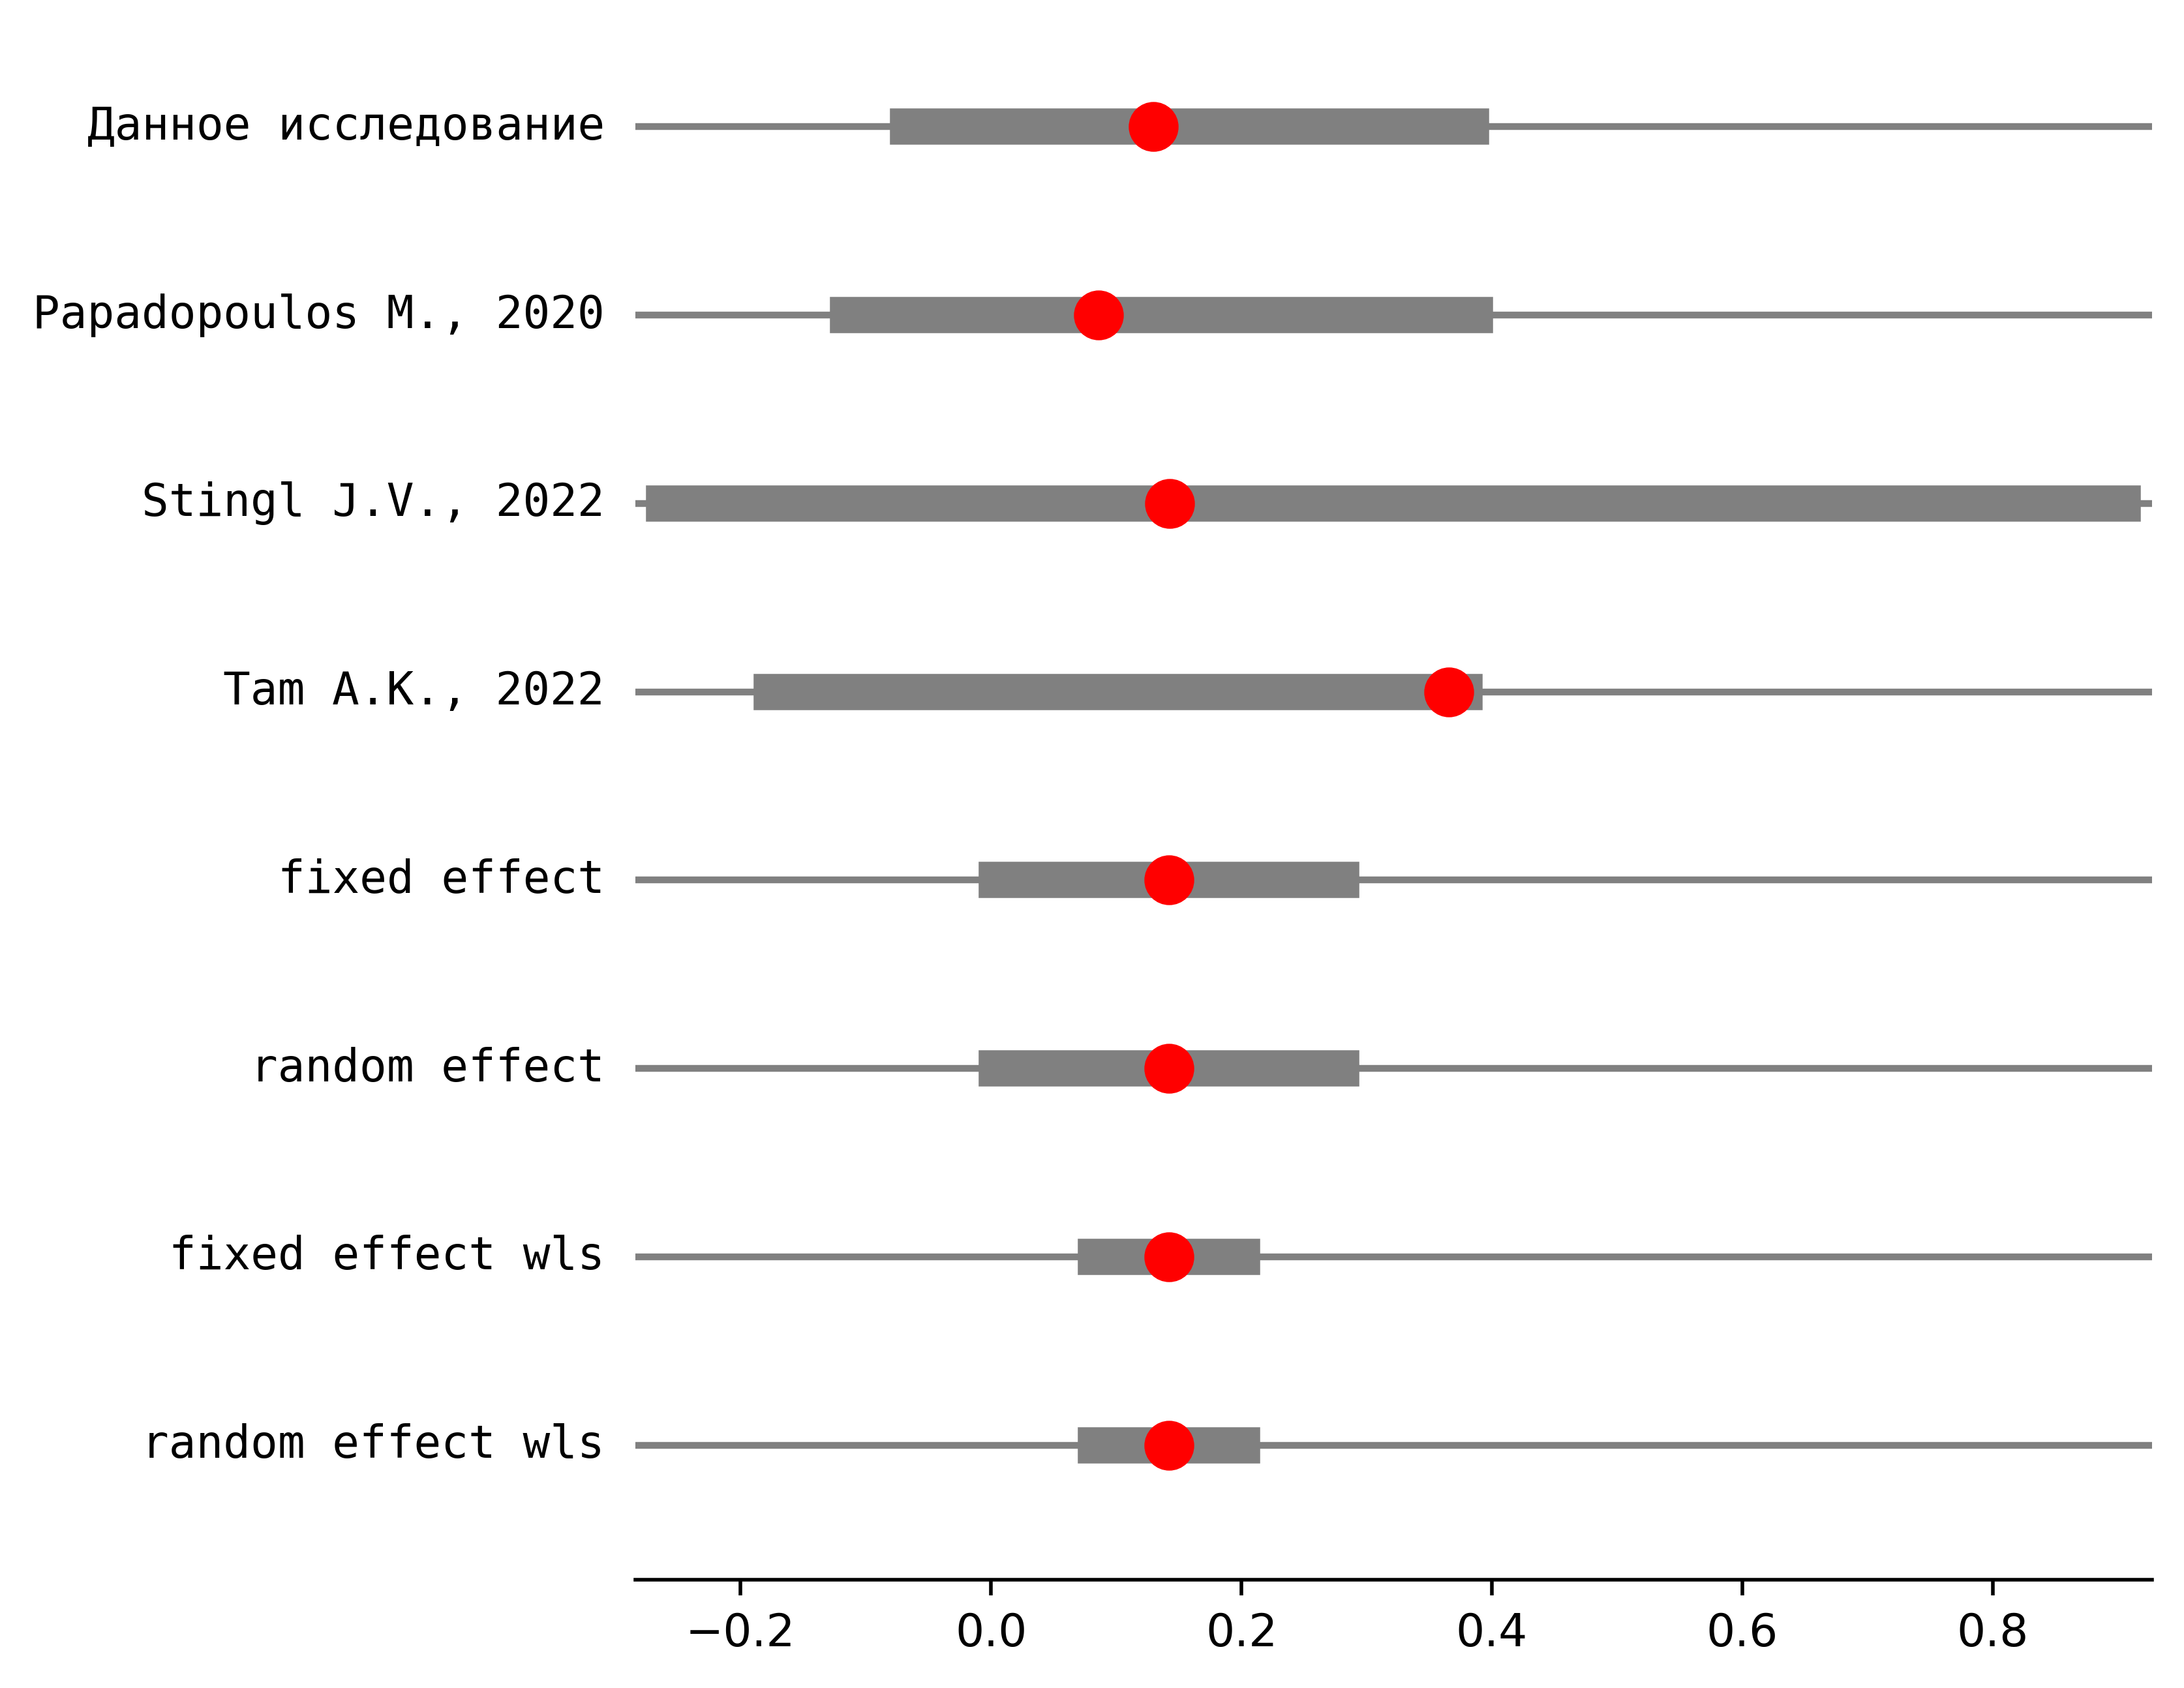 Данное исследование
Papadopoulos M., 2020
Stingl J.V., 2022
Tam A.K., 2022
fixed effect
random effect
fixed effect wls
random effect wls
−0.2 0.0 0.2 0.4 0.6 0.8